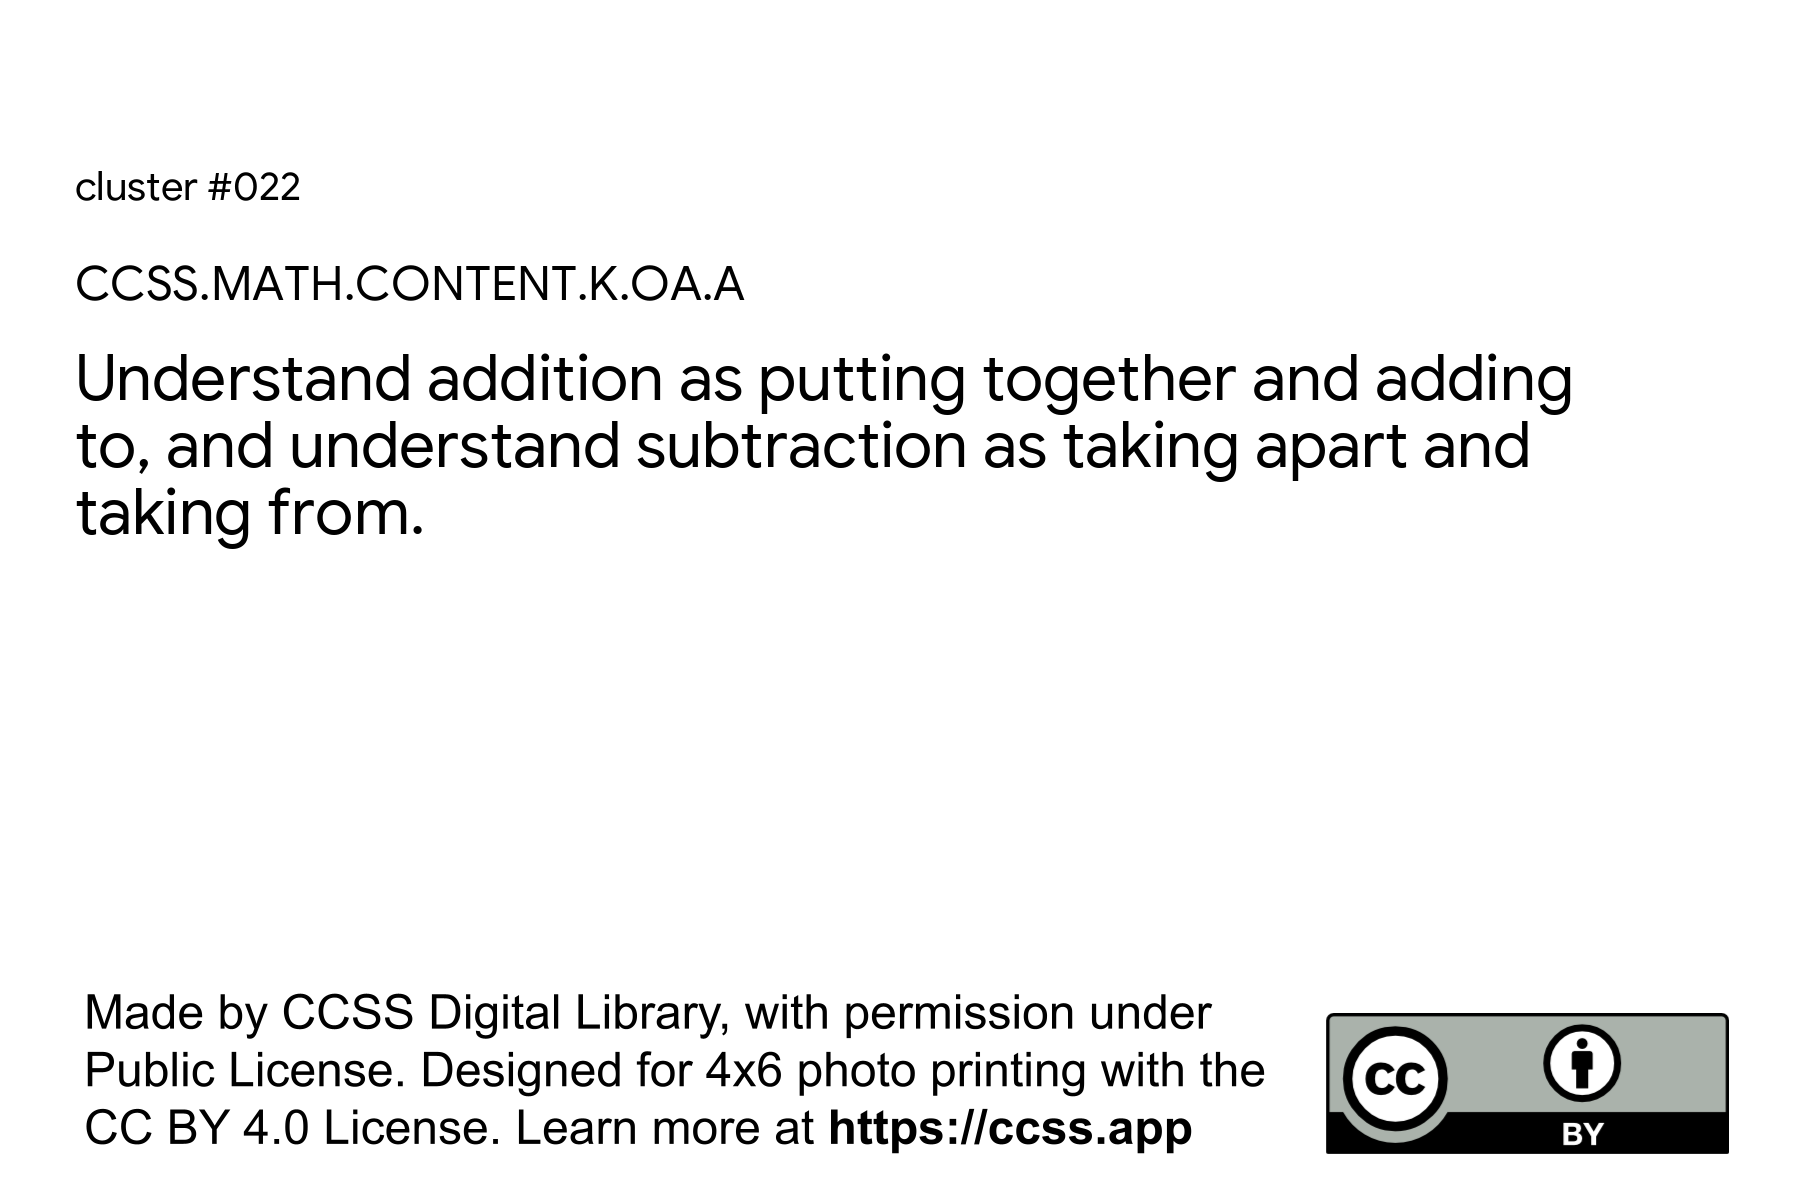 cluster #022
CCSS.MATH.CONTENT.K.OA.A
Understand addition as putting together and adding
to, and understand subtraction as taking apart and
taking from.
Made by CCSS Digital Library, with permission under
Public License. Designed for 4x6 photo printing with the
CC BY 4.0 License. Learn more at https://ccss.app
CC
BY